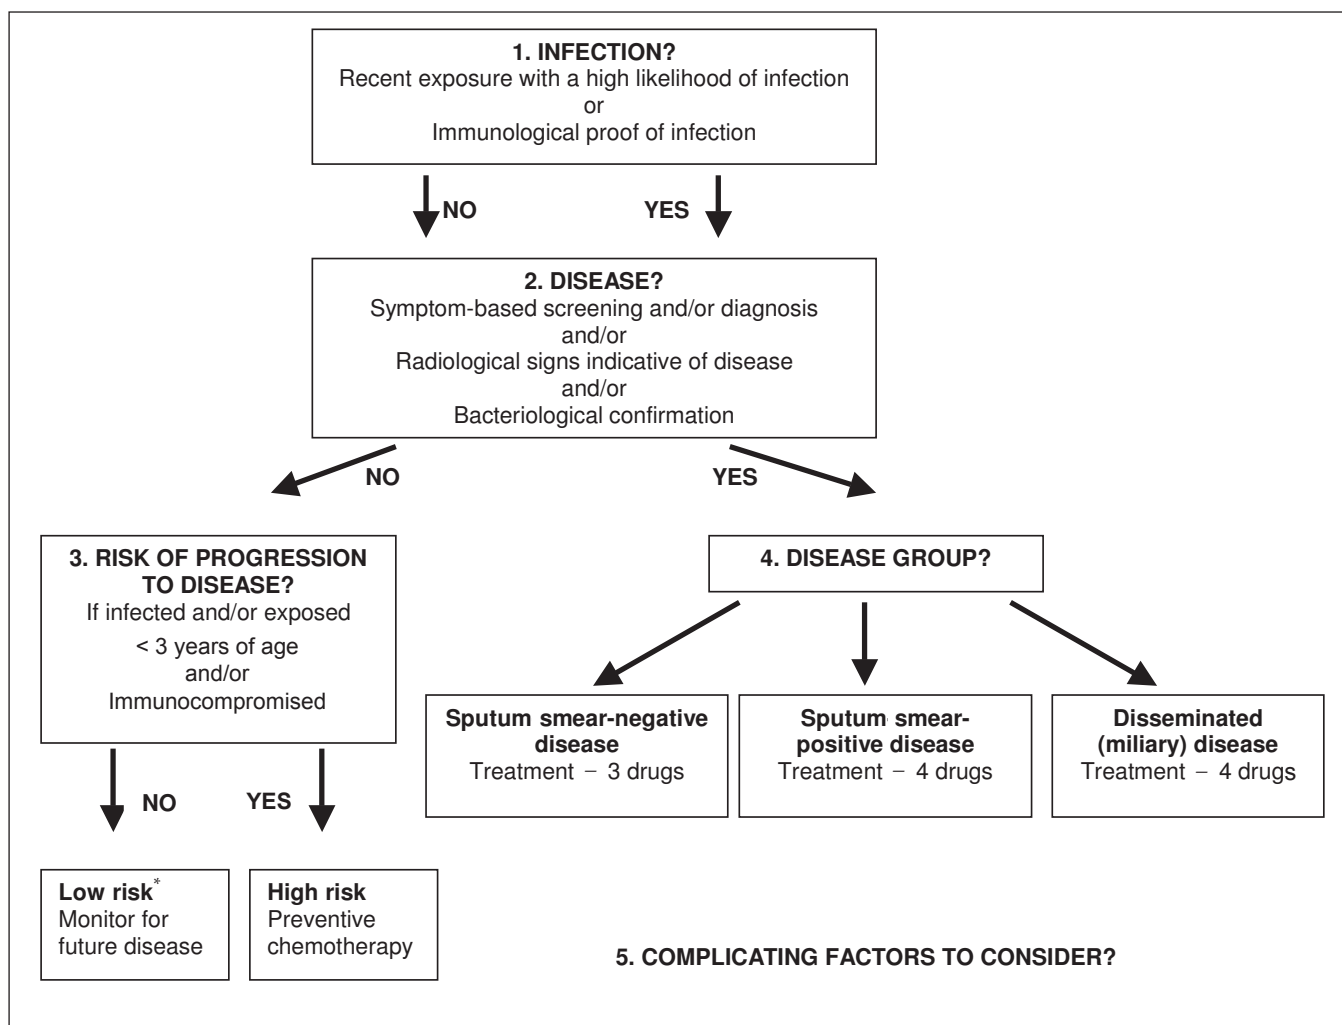 1. INFECTION?
Recent exposure with a high likelihood of infection
or
Immunological proof of infection
NO
YES
2. DISEASE?
Symptom-based screening and/or diagnosis
and/or
Radiological signs indicative of disease
and/or
Bacteriological confirmation
NO
YES
3. RISK OF PROGRESSION
TO DISEASE?
If infected and/or exposed
< 3 years of age
and/or
Immunocompromised
4. DISEASE GROUP?
Sputum smear-negative
disease
Treatment – 3 drugs
Sputum smear-
positive disease
Treatment – 4 drugs
Disseminated
(miliary) disease
Treatment – 4 drugs
NO
YES
Low risk*
Monitor for
future disease
High risk
Preventive
chemotherapy
5. COMPLICATING FACTORS TO CONSIDER?